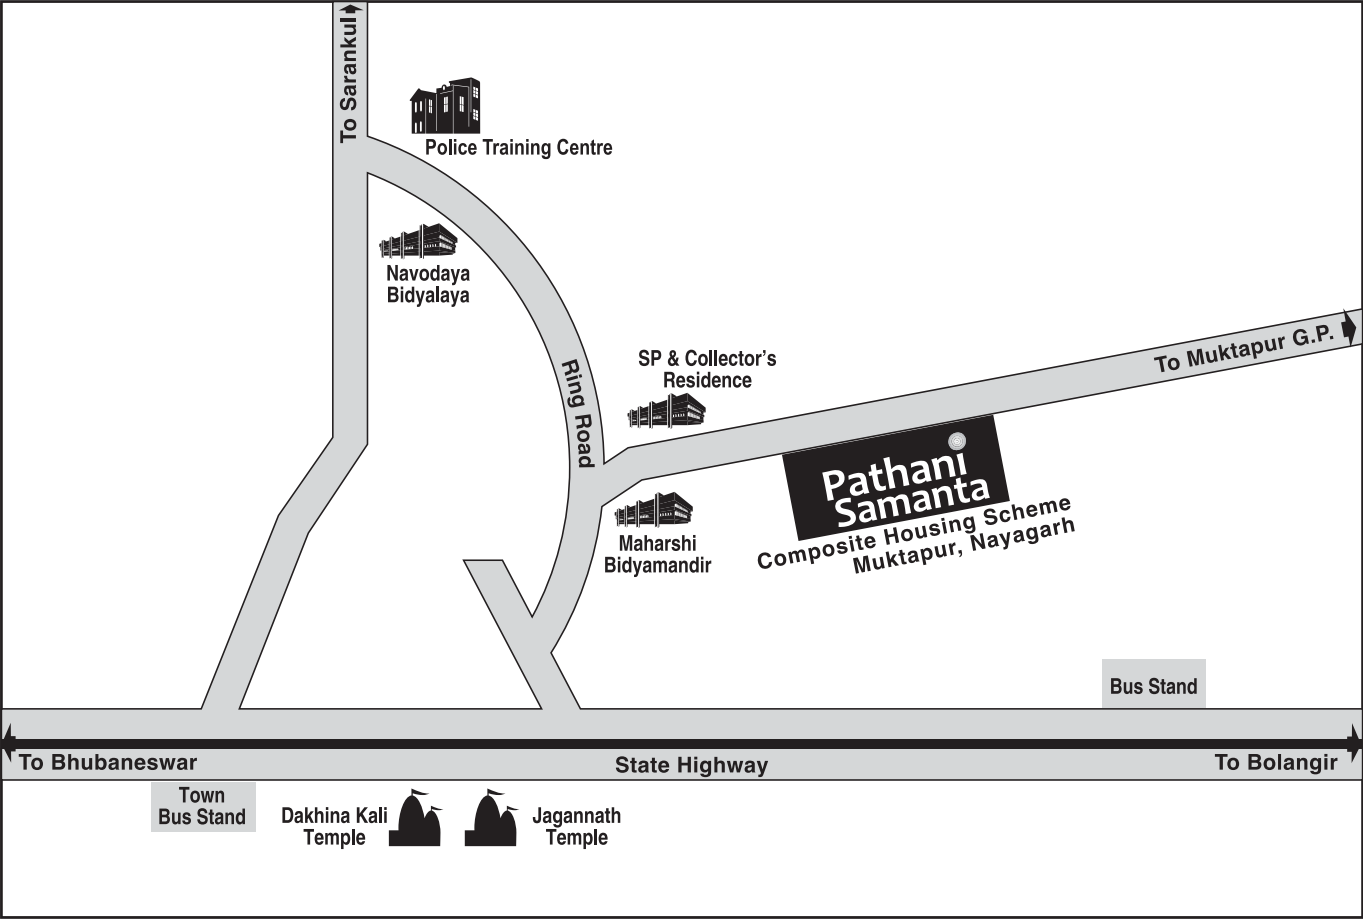 To Sarankul
Police Training Centre
Navodaya
Bidyalaya
Ring Road
SP & Collector's
Residence
To Muktapur G.P.
Pathani
Samanta
Composite Housing Scheme
Muktapur, Nayagarh
Maharshi
Bidyamandir
Bus Stand
To Bhubaneswar
State Highway
To Bolangir
Town
Bus Stand
Dakhina Kali
Temple
Jagannath
Temple